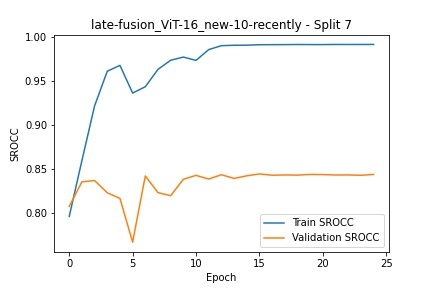 late-fusion_ViT-16_new-10-recently - Split 7
1.00
0.95
0.90
0.85
0.80
SROCC
Train SROCC
Validation SROCC
0 5 10 15 20 25
Epoch